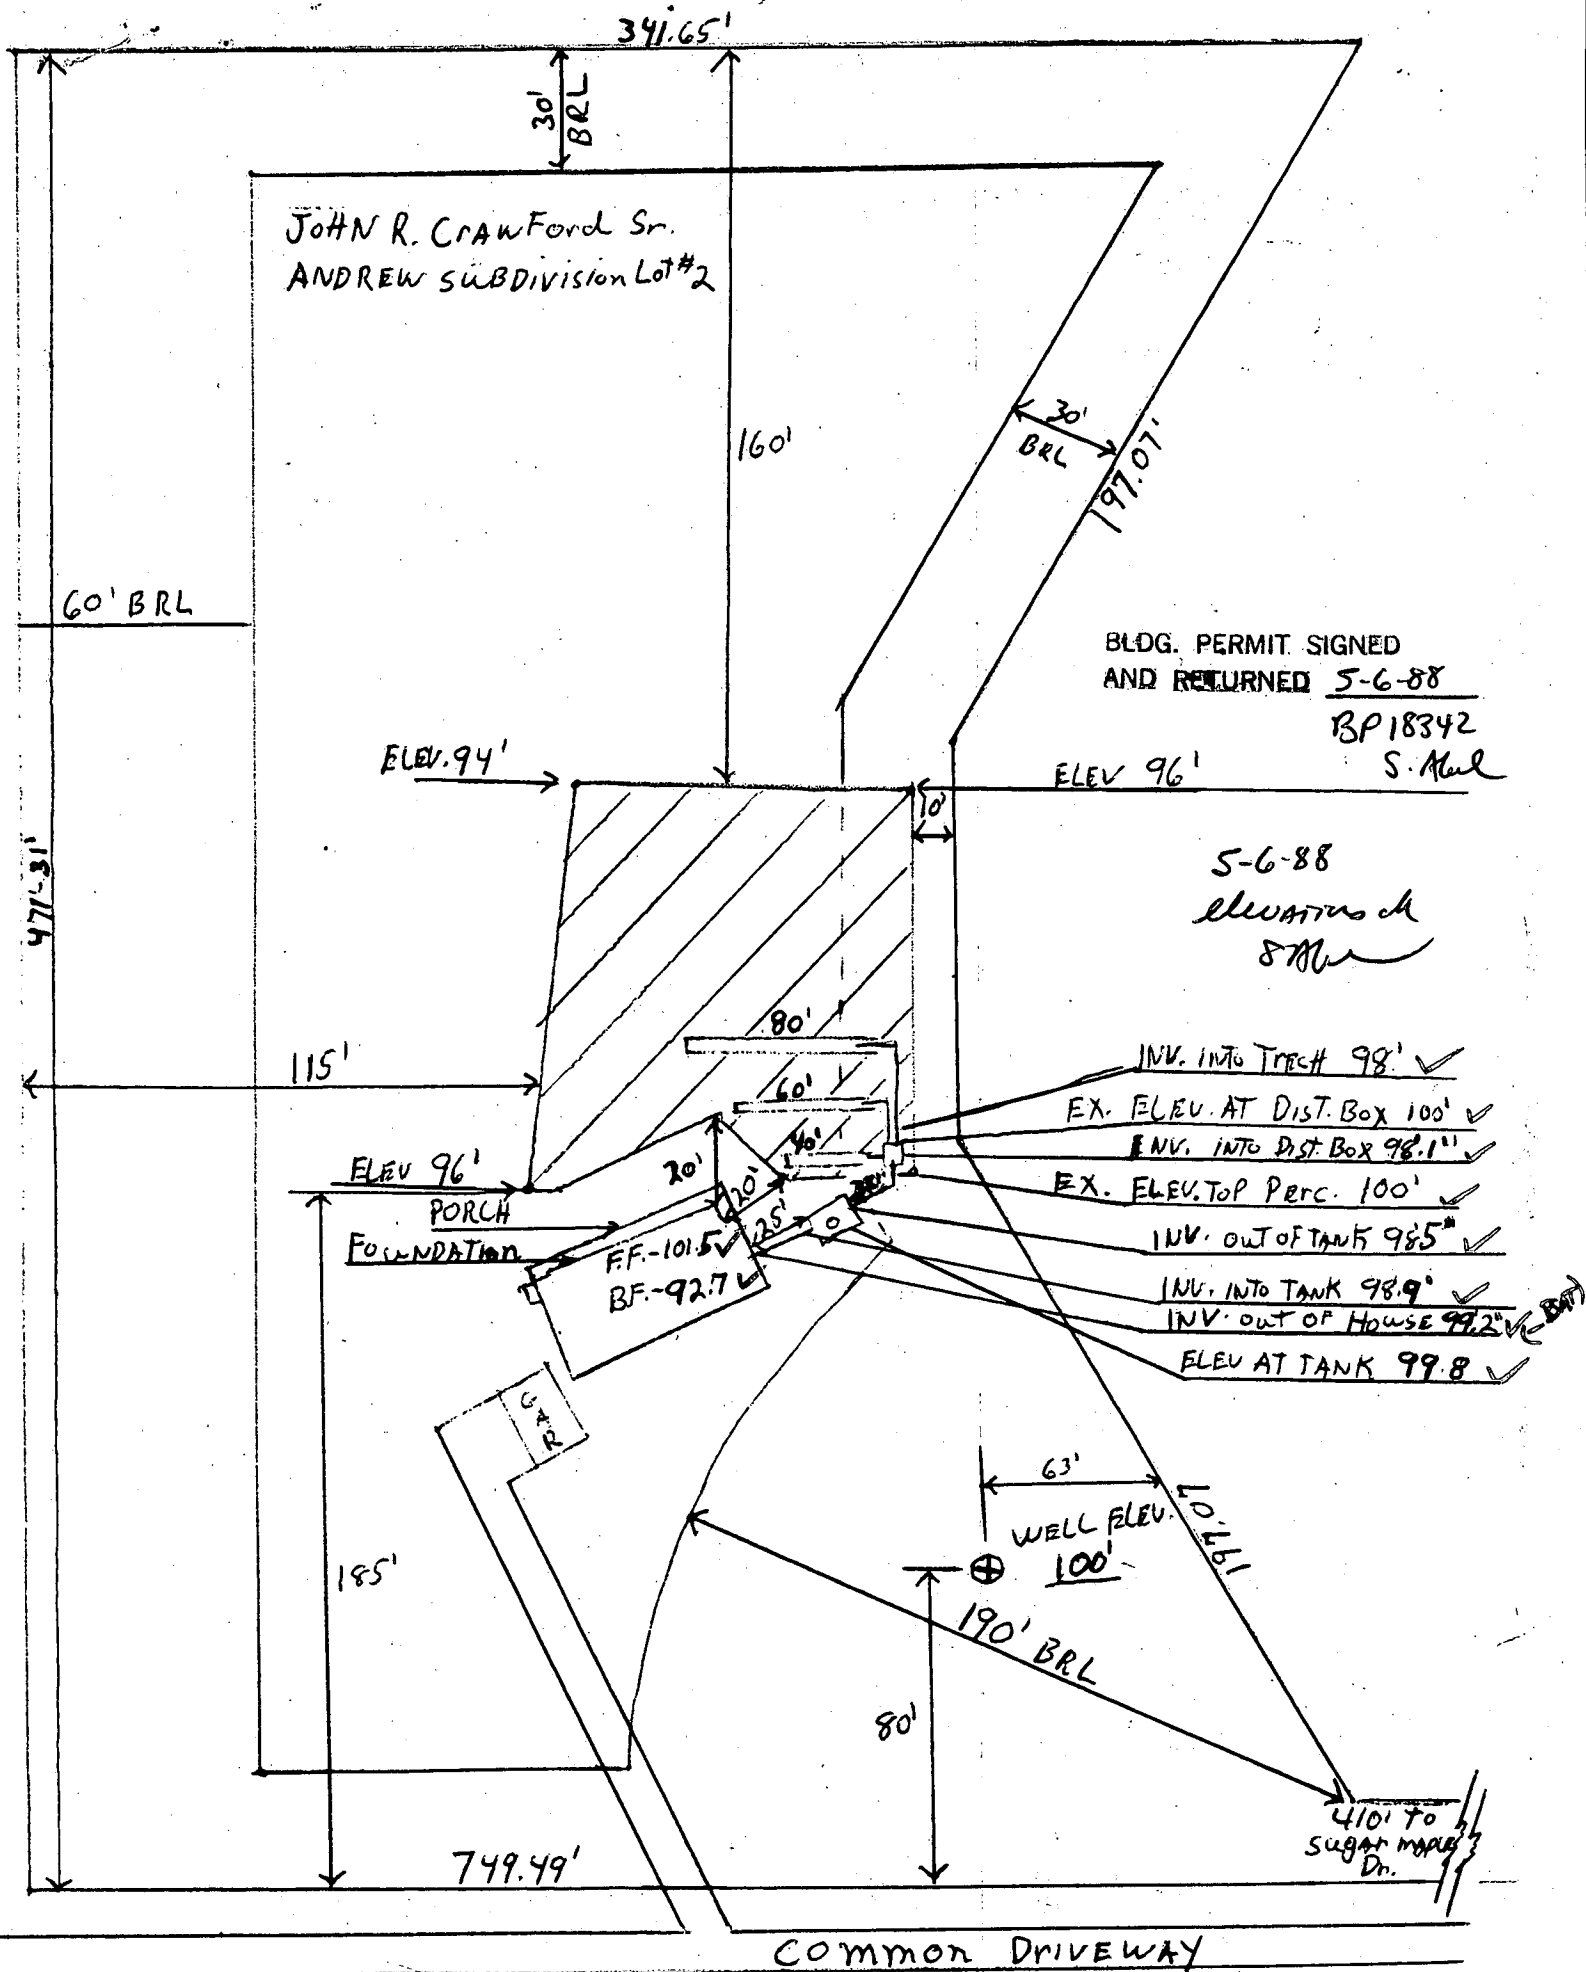 341.65'
30'
BRL
JOHN R. CRAWFord Sr.
ANDREW SUBDivision Lot #2
160'
30'
BRL
197.07'
60' BRL
BLDG. PERMIT SIGNED
AND RETURNED 5-6-88
BP 18342
ELEV. 94'
ELEV 96'
10'
471'-31'
5-6-88
80'
115'
INV. INTO TrECH 98'
60'
EX. ELEV. AT DIST. BOX 100'
40'
INV. INTO DIST. BOX 98.1"
ELEV 96'
20'
20'
EX. ELEV. TOP Perc. 100'
PORCH
25'
INV. OUT OF TANK 98.5"
FOUNDATION
F.F.-101.5
BF.-92.7
INV. INTO TANK 98.9'
INV. OUT OF HOUSE 99.2"
ELEV AT TANK 99.8
GAR
63'
197.07
WELL ELEV.
100'
185'
190' BRL
80'
410' TO
SUGAR MAPLE
Dr.
749.49'
COMMON DRIVEWAY